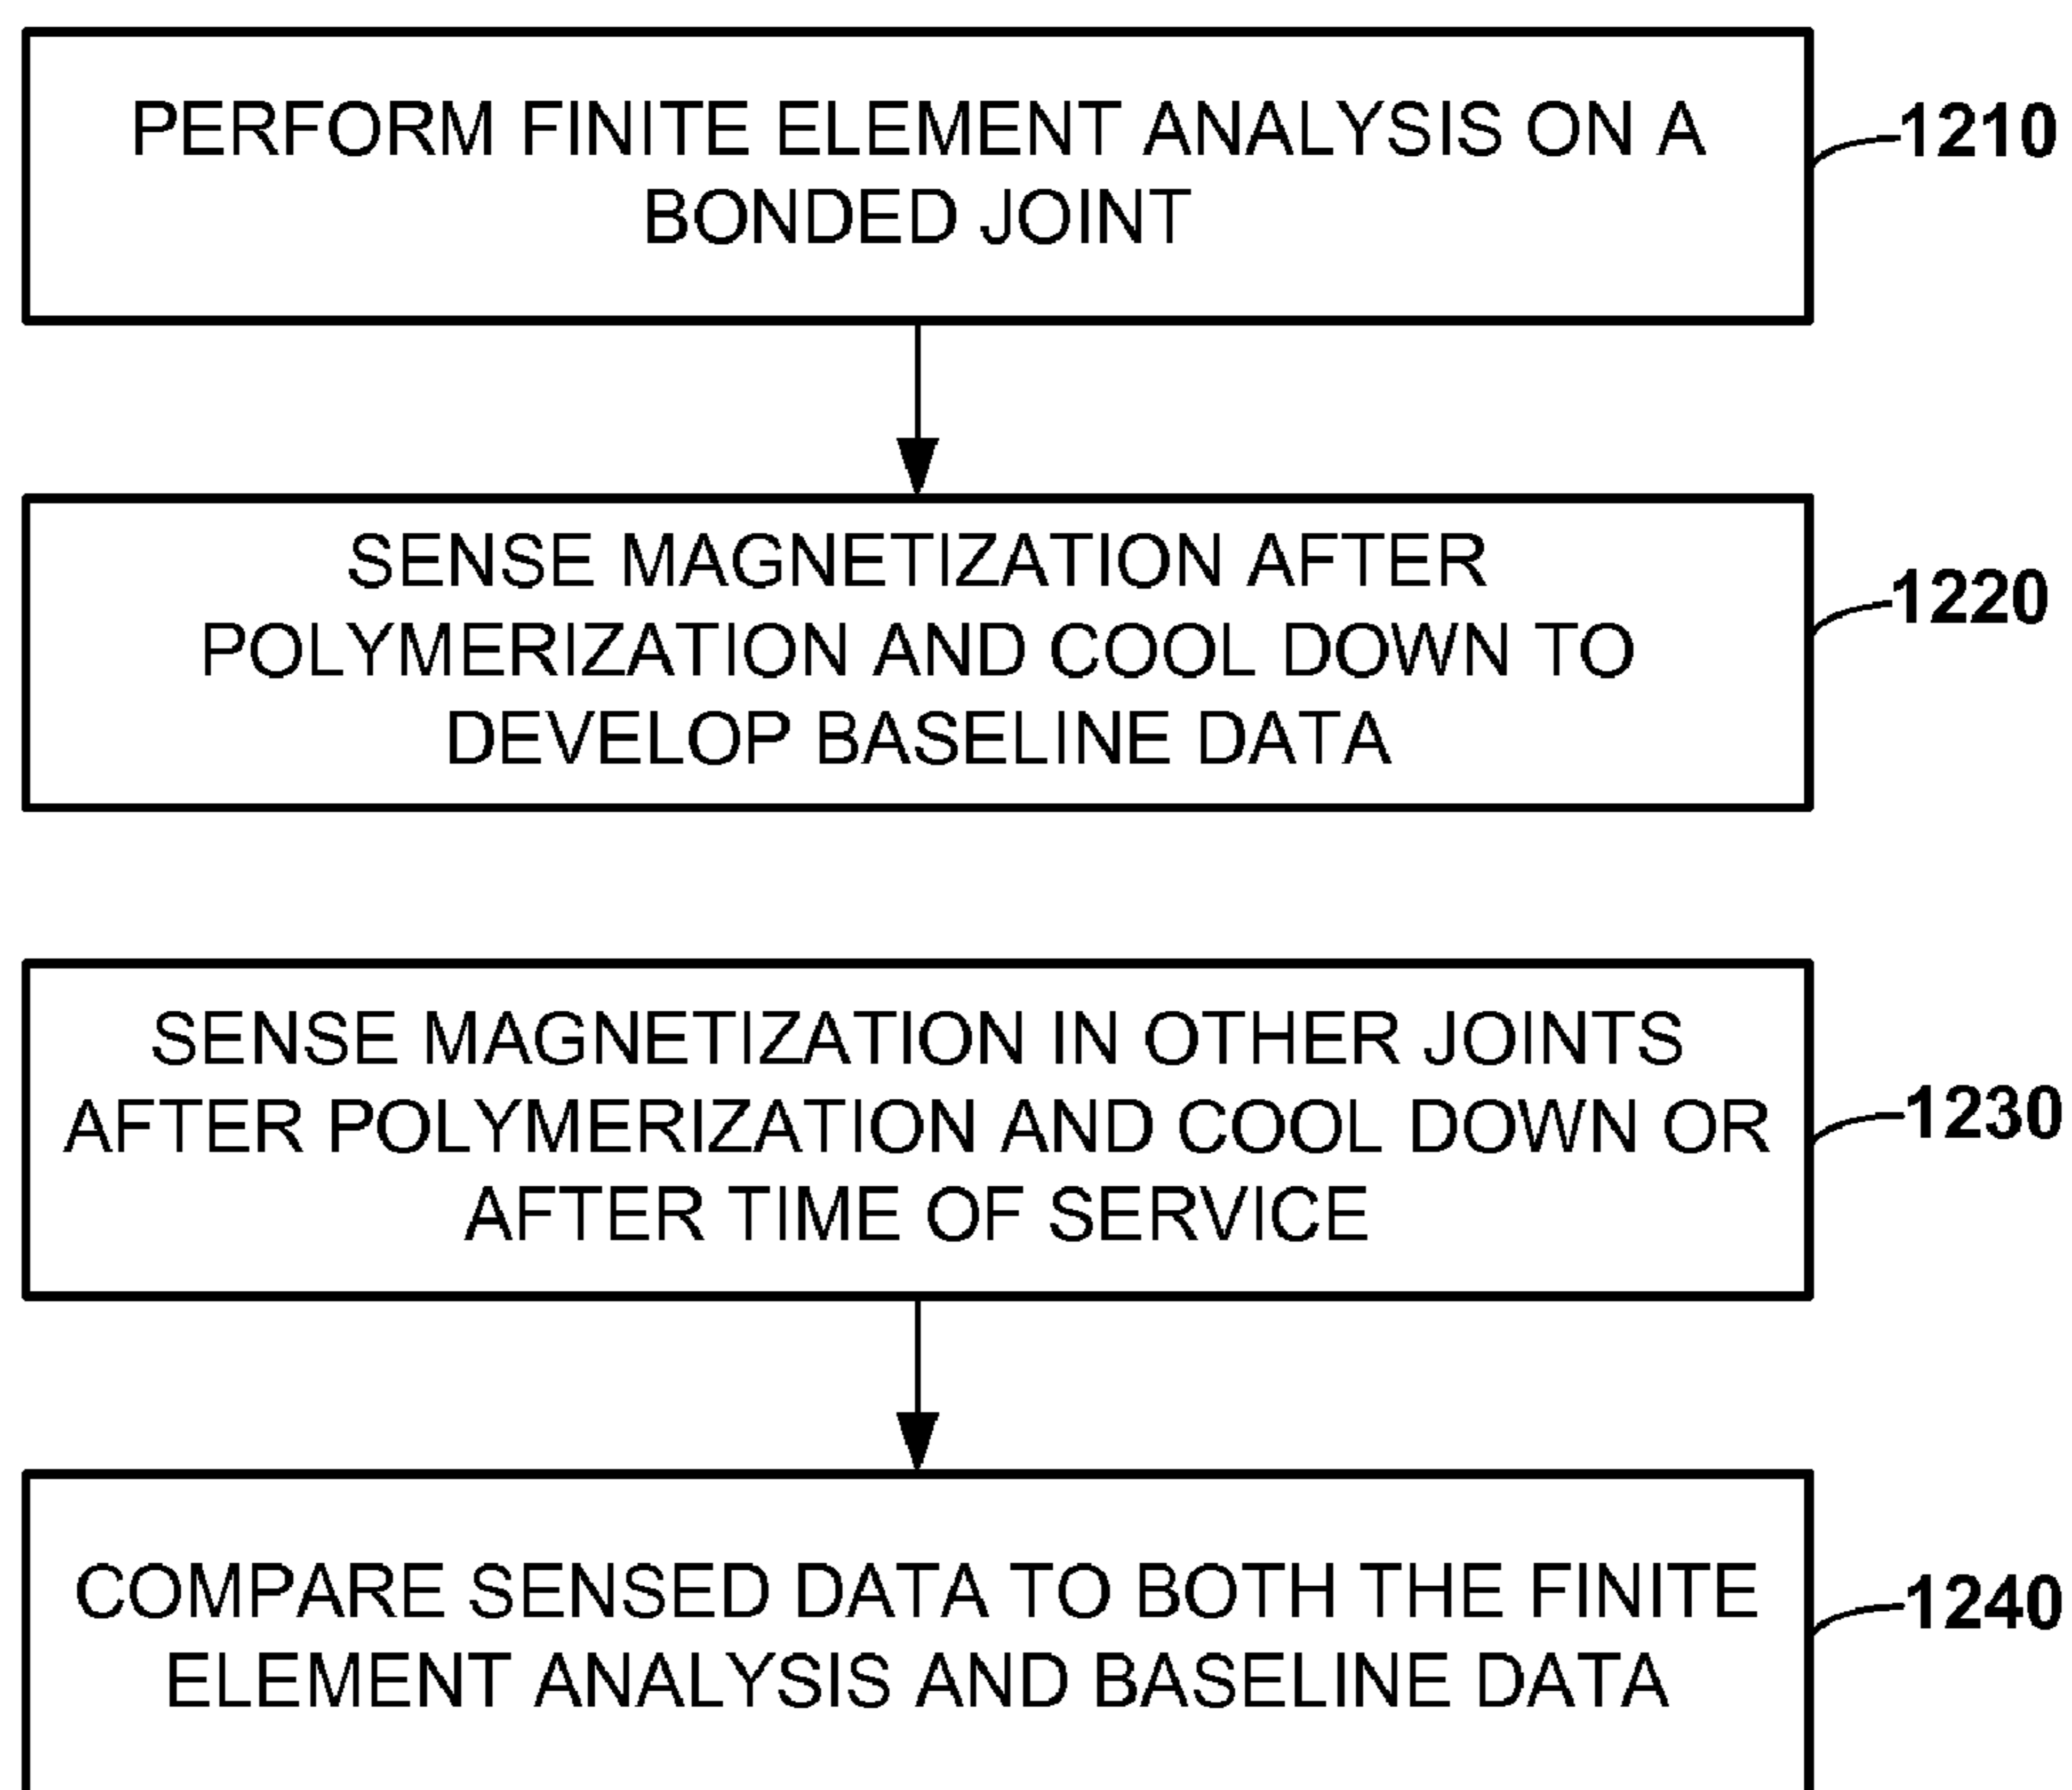 PERFORM FINITE ELEMENT ANALYSIS ON A
BONDED JOINT
1210
SENSE MAGNETIZATION AFTER
POLYMERIZATION AND COOL DOWN TO
DEVELOP BASELINE DATA
1220
SENSE MAGNETIZATION IN OTHER JOINTS
AFTER POLYMERIZATION AND COOL DOWN OR
AFTER TIME OF SERVICE
1230
COMPARE SENSED DATA TO BOTH THE FINITE
ELEMENT ANALYSIS AND BASELINE DATA
1240